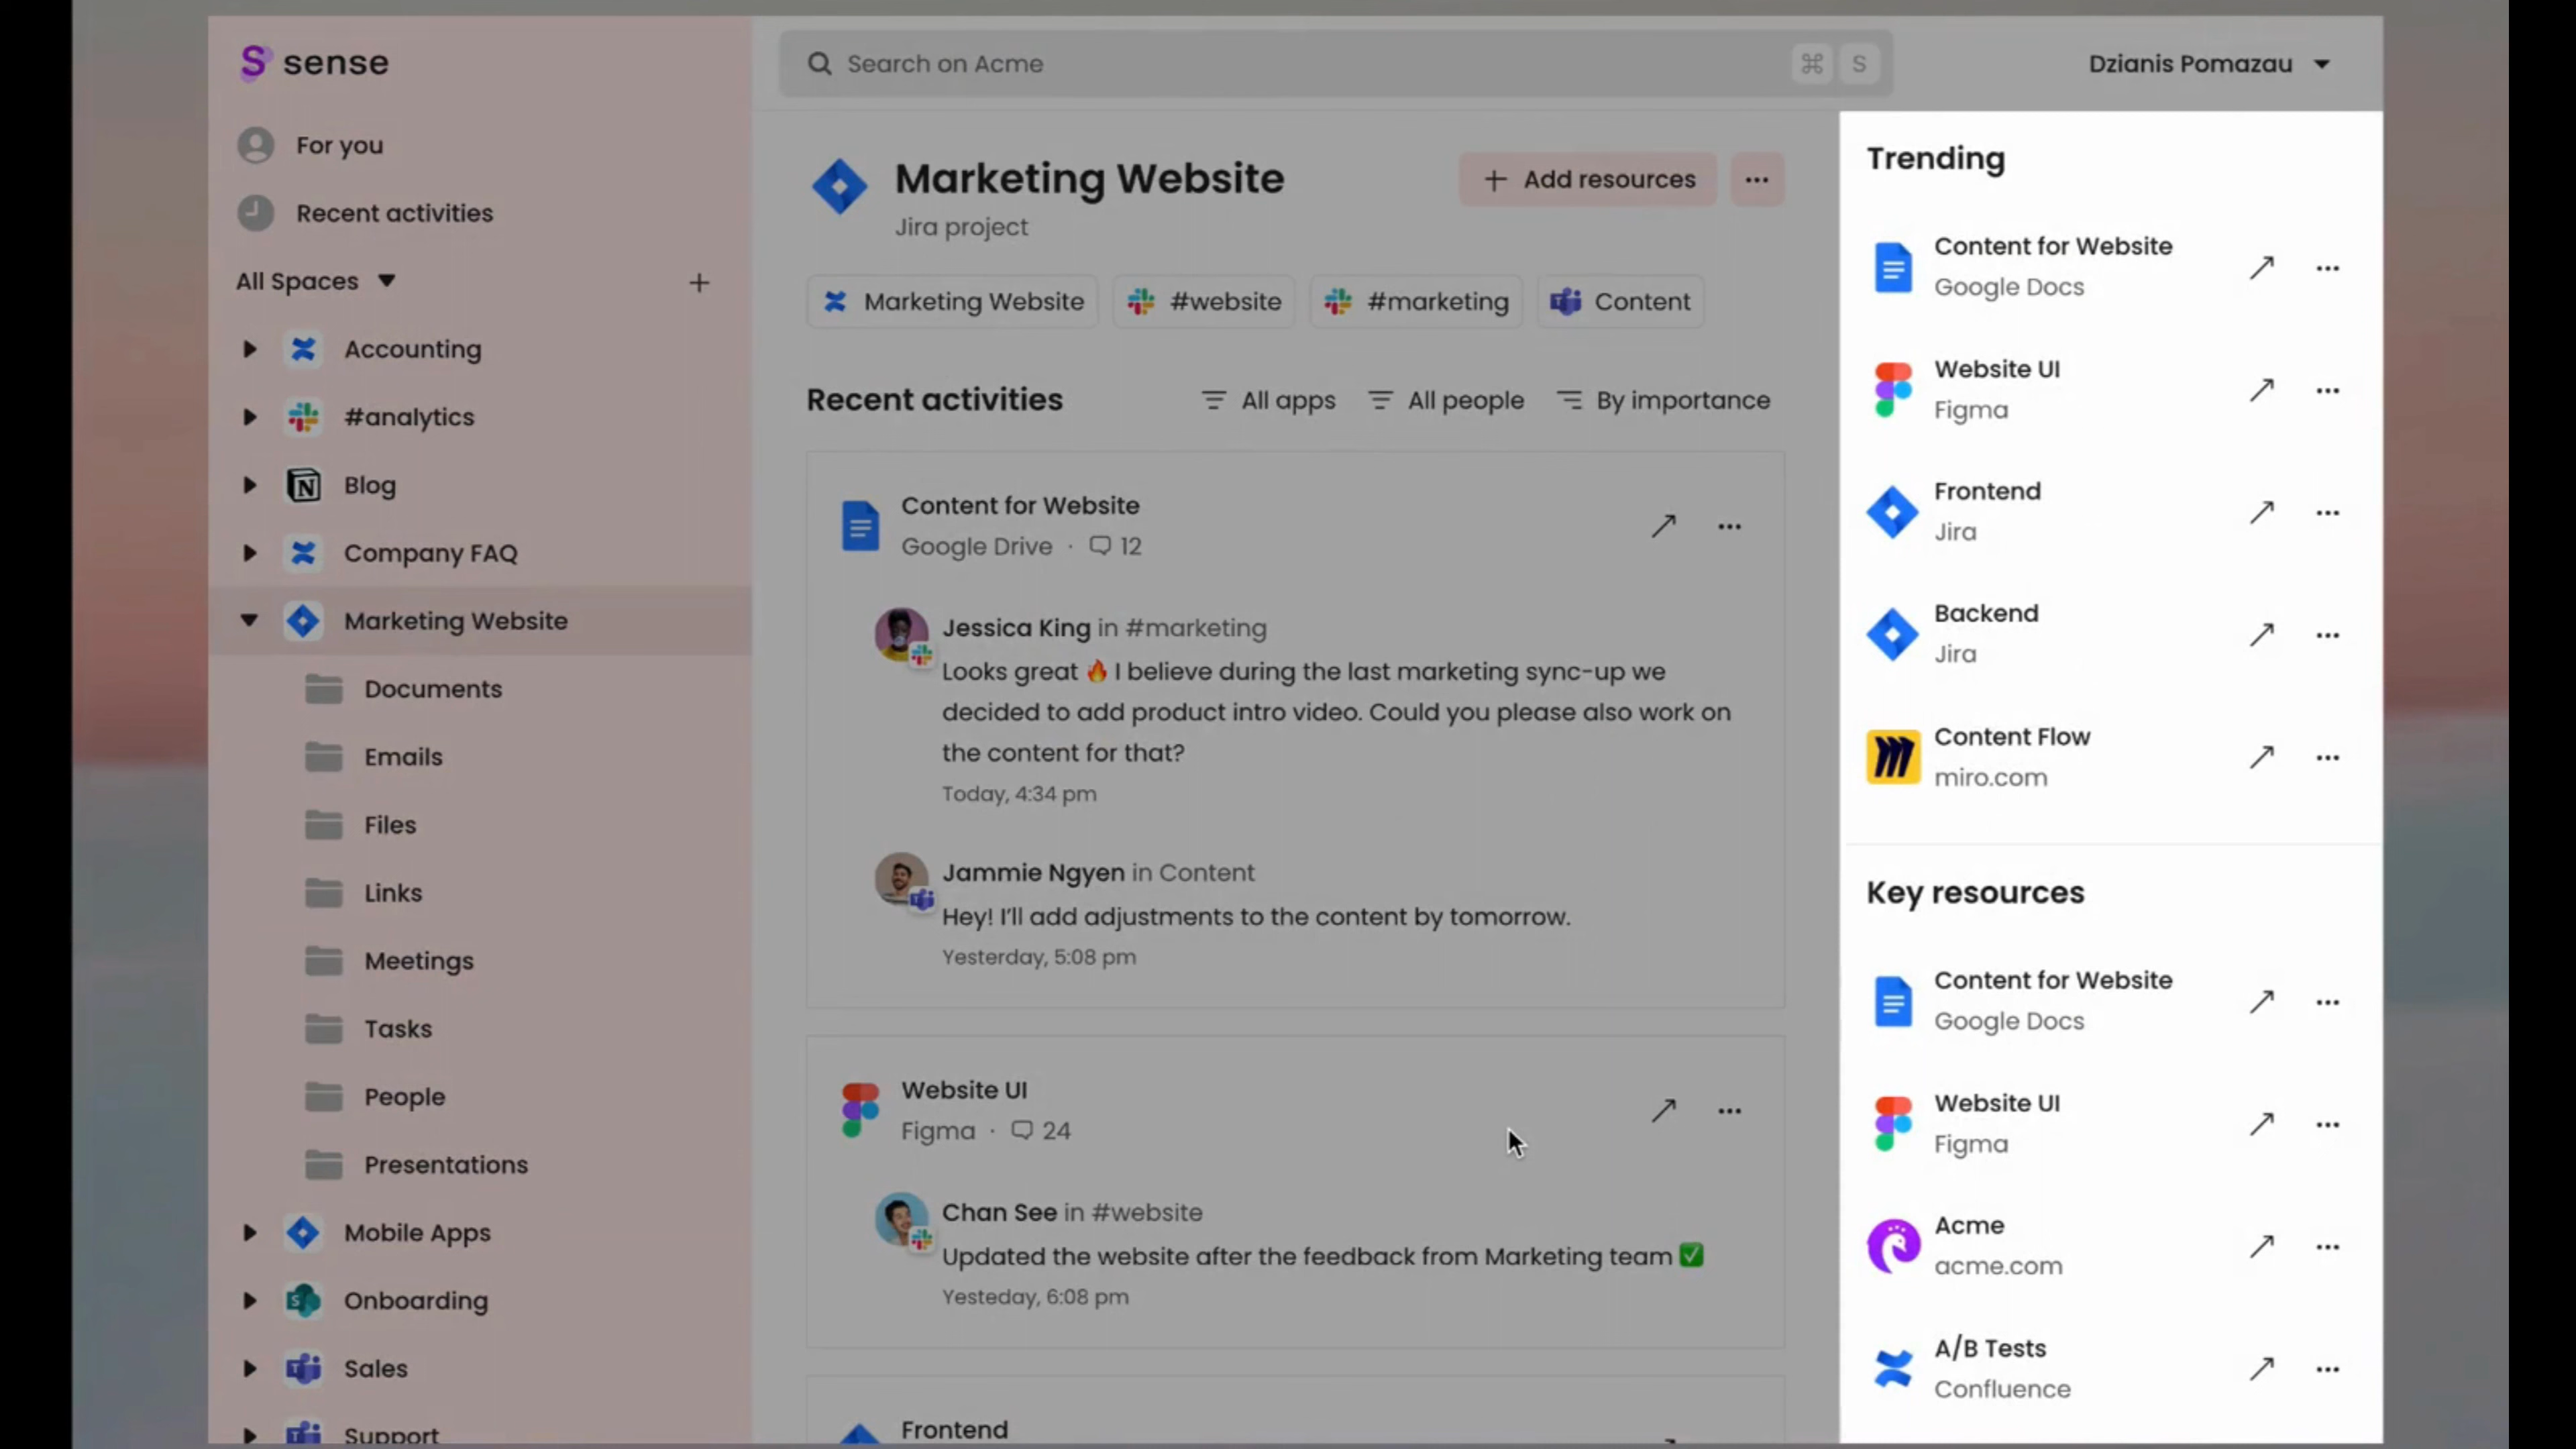 sense
For you
Recent activities
All Spaces
Accounting
#analytics
Blog
Company FAQ
Marketing Website
Documents
Emails
Files
Links
Meetings
Tasks
People
Presentations
Mobile Apps
Onboarding
Sales
Support
Search on Acme
⌘ S
Dzianis Pomazau
Marketing Website
Jira project
+ Add resources
Marketing Website #website #marketing Content
Recent activities All apps All people By importance
Content for Website
Google Drive · 12
Jessica King in #marketing
Looks great 🔥 I believe during the last marketing sync-up we
decided to add product intro video. Could you please also work on
the content for that?
Today, 4:34 pm
Jammie Ngyen in Content
Hey! I'll add adjustments to the content by tomorrow.
Yesterday, 5:08 pm
Website UI
Figma · 24
Chan See in #website
Updated the website after the feedback from Marketing team ✅
Yesteday, 6:08 pm
Frontend
Trending
Content for Website
Google Docs
Website UI
Figma
Frontend
Jira
Backend
Jira
Content Flow
miro.com
Key resources
Content for Website
Google Docs
Website UI
Figma
Acme
acme.com
A/B Tests
Confluence